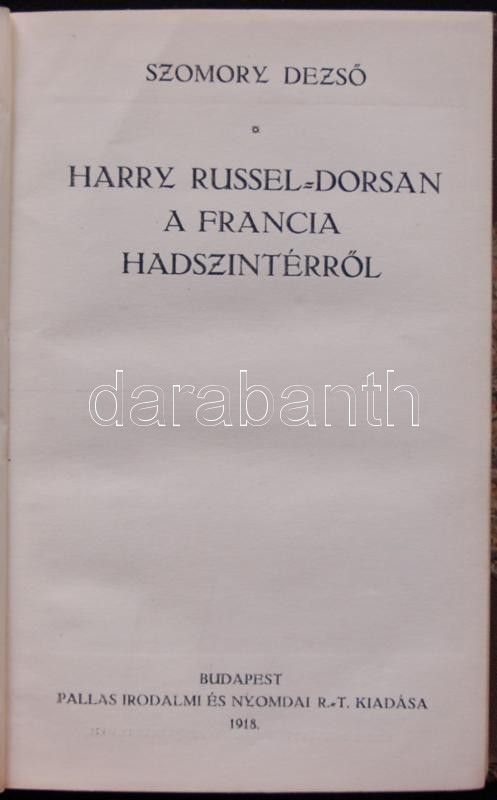 SZOMORY DEZSŐ
HARRY RUSSEL-DORSAN
A FRANCIA
HADSZINTÉRRŐL
darabanth
BUDAPEST
PALLAS IRODALMI ÉS NYOMDAI R.-T. KIADÁSA
1918.